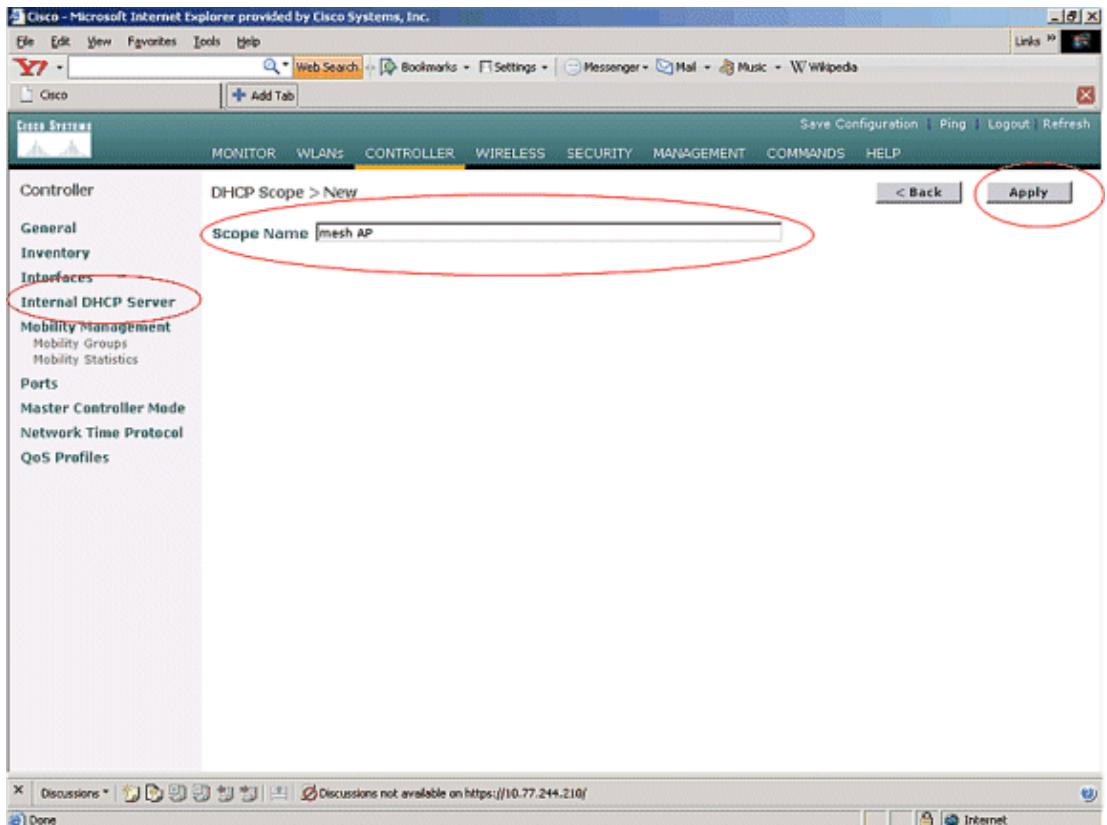 Cisco - Microsoft Internet Explorer provided by Cisco Systems, Inc.
File Edit View Favorites Tools Help Links »
Y! Web Search Bookmarks Settings Messenger Mail Music W Wikipedia
Cisco Add Tab
Cisco Systems
Save Configuration | Ping | Logout | Refresh
MONITOR WLANs CONTROLLER WIRELESS SECURITY MANAGEMENT COMMANDS HELP
Controller
General
Inventory
Interfaces
Internal DHCP Server
Mobility Management
Mobility Groups
Mobility Statistics
Ports
Master Controller Mode
Network Time Protocol
QoS Profiles
DHCP Scope > New
< Back Apply
Scope Name mesh AP
Discussions Discussions not available on https://10.77.244.210/
Done Internet